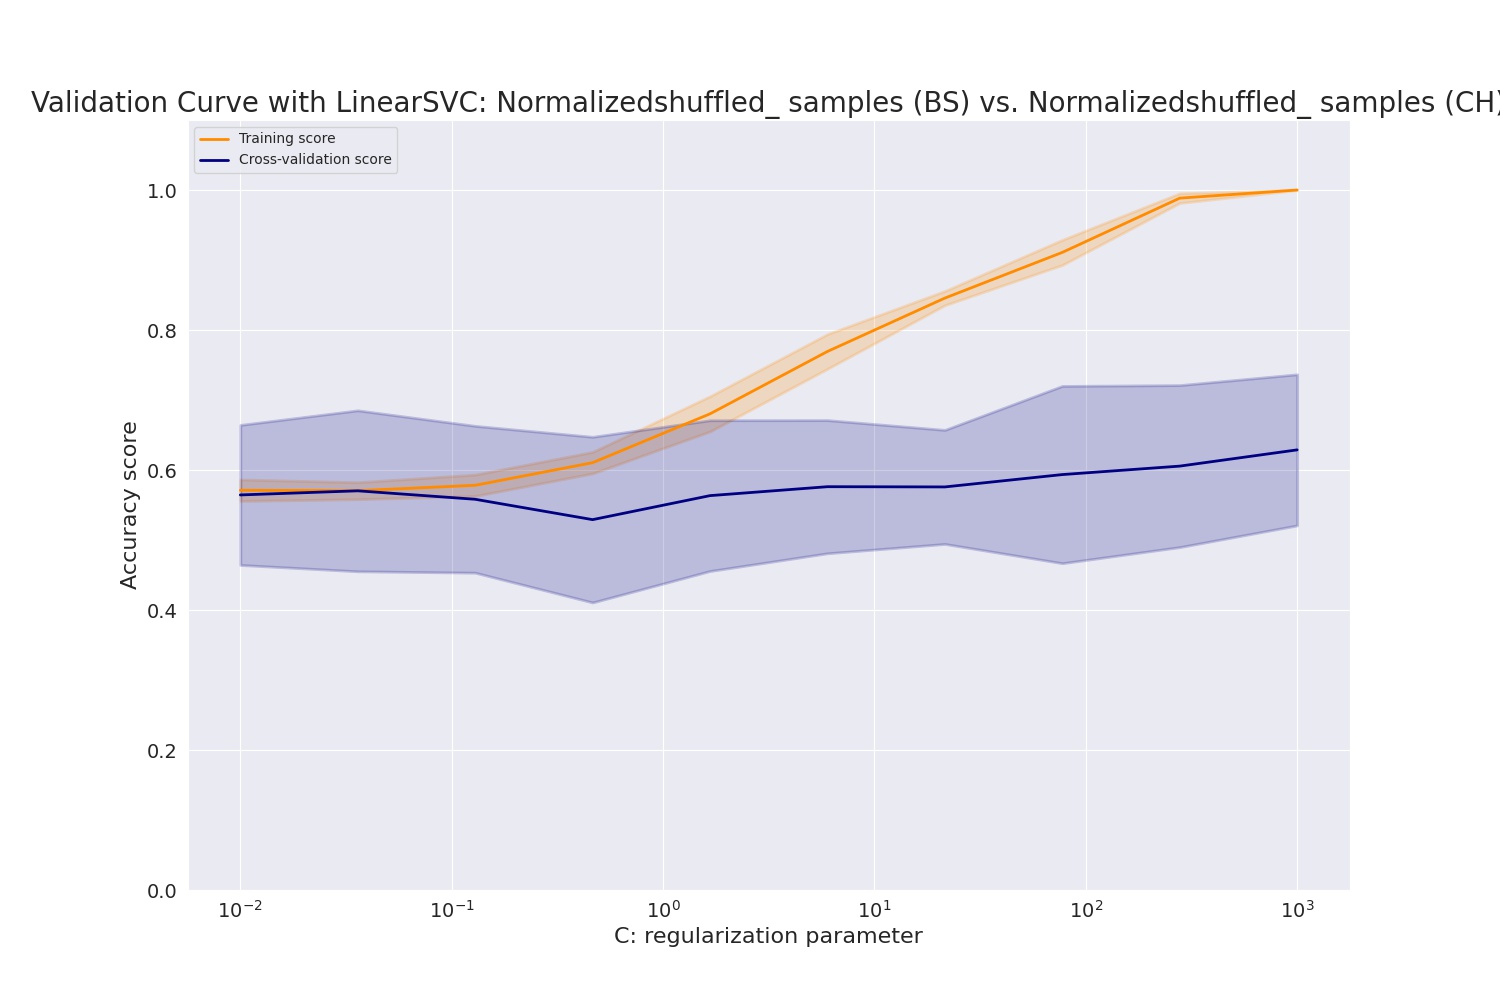 Validation Curve with LinearSVC: Normalizedshuffled_ samples (BS) vs. Normalizedshuffled_ samples (CH)
Training score
Cross-validation score
1.0
0.8
0.6
0.4
0.2
0.0
Accuracy score
10⁻² 10⁻¹ 10⁰ 10¹ 10² 10³
C: regularization parameter